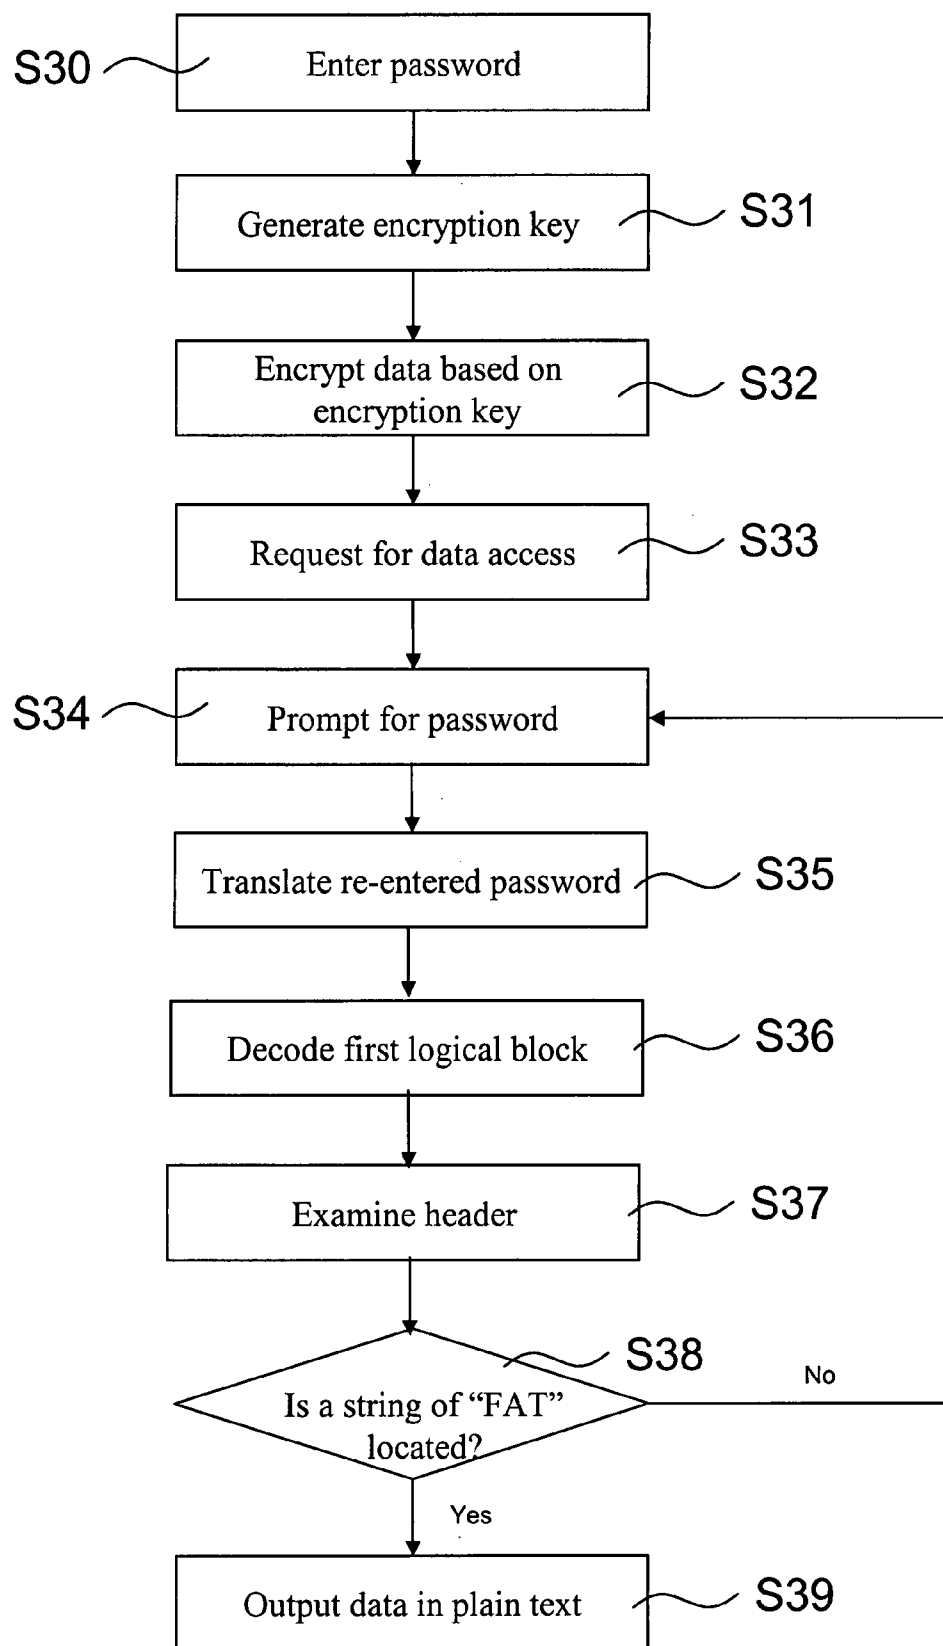 S30
Enter password
Generate encryption key
S31
Encrypt data based on
encryption key
S32
Request for data access
S33
S34
Prompt for password
Translate re-entered password
S35
Decode first logical block
S36
Examine header
S37
S38
Is a string of “FAT”
located?
No
Yes
Output data in plain text
S39